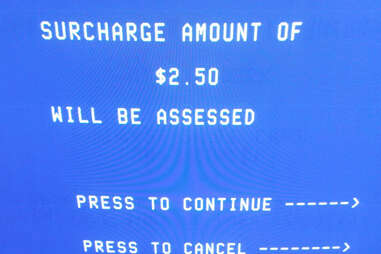 SURCHARGE AMOUNT OF
$2.50
WILL BE ASSESSED
PRESS TO CONTINUE ------>
PRESS TO CANCEL -------->